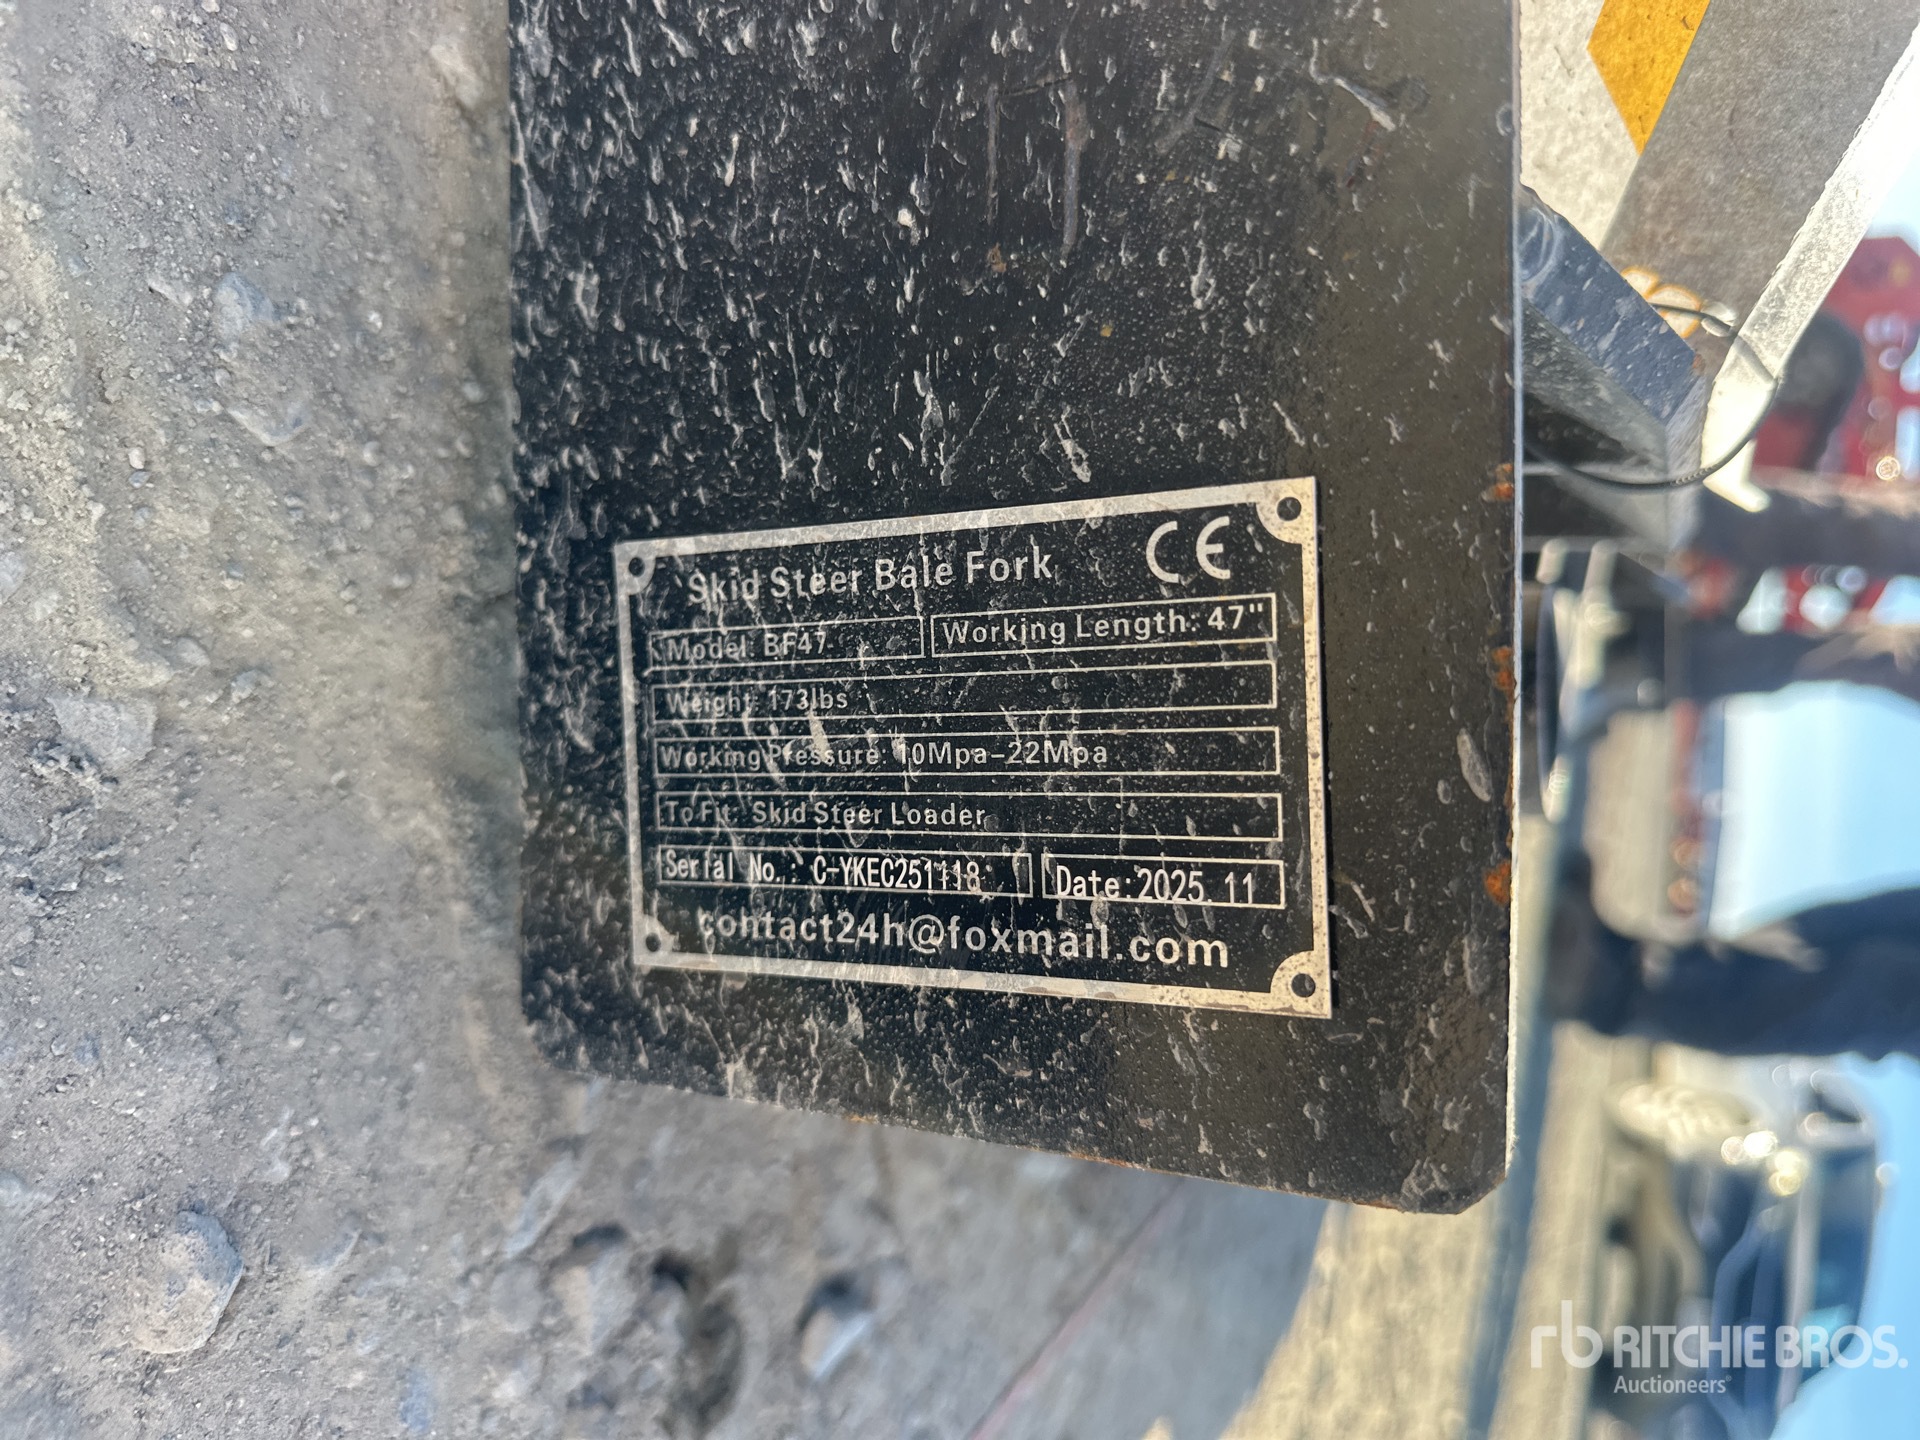 Skid Steer Bale Fork CE
Model: BF47 Working Length: 47"
Weight: 173lbs
Working Pressure: 10Mpa-22Mpa
To Fit: Skid Steer Loader
Serial No.: C-YKEC251118 Date:2025.11
contact24h@foxmail.com
rb RITCHIE BROS.
Auctioneers